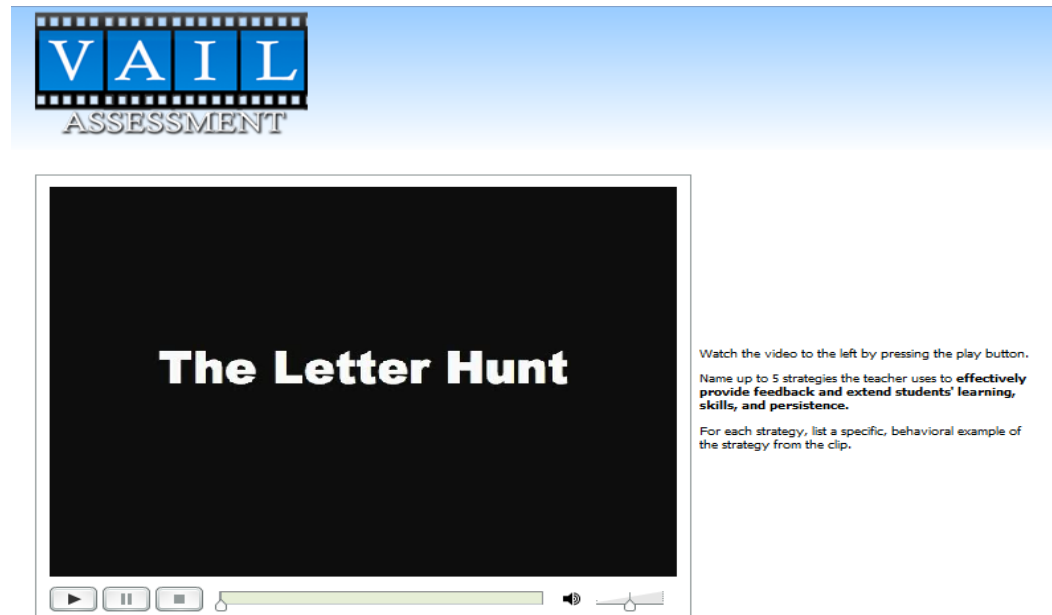 VAIL
ASSESSMENT
The Letter Hunt
Watch the video to the left by pressing the play button.
Name up to 5 strategies the teacher uses to effectively
provide feedback and extend students' learning,
skills, and persistence.
For each strategy, list a specific, behavioral example of
the strategy from the clip.